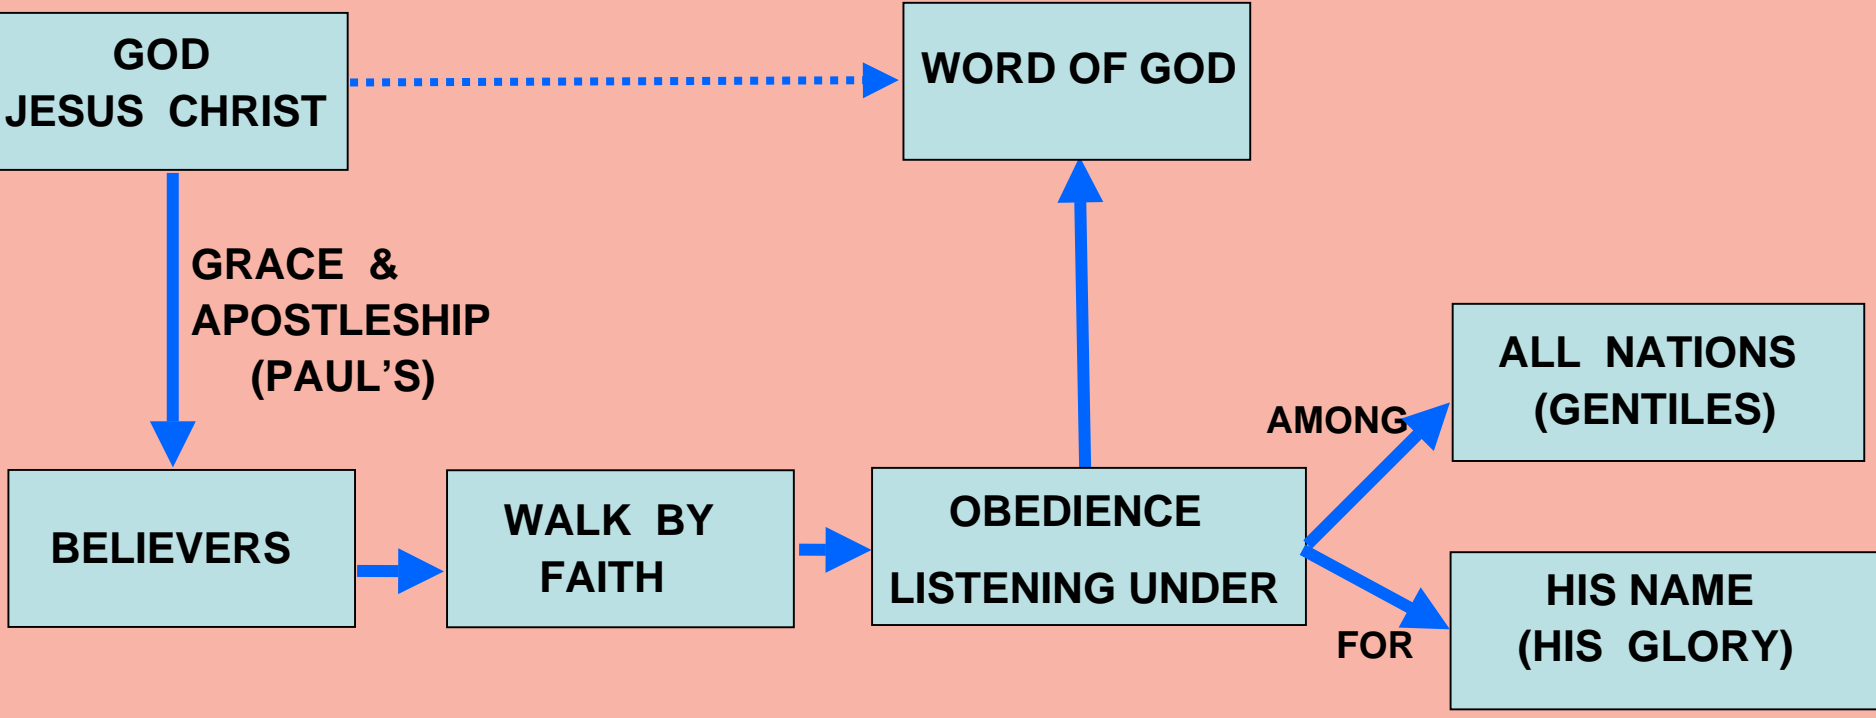 GOD
JESUS CHRIST
WORD OF GOD
GRACE &
APOSTLESHIP
(PAUL’S)
BELIEVERS
WALK BY
FAITH
OBEDIENCE
LISTENING UNDER
AMONG
ALL NATIONS
(GENTILES)
FOR
HIS NAME
(HIS GLORY)